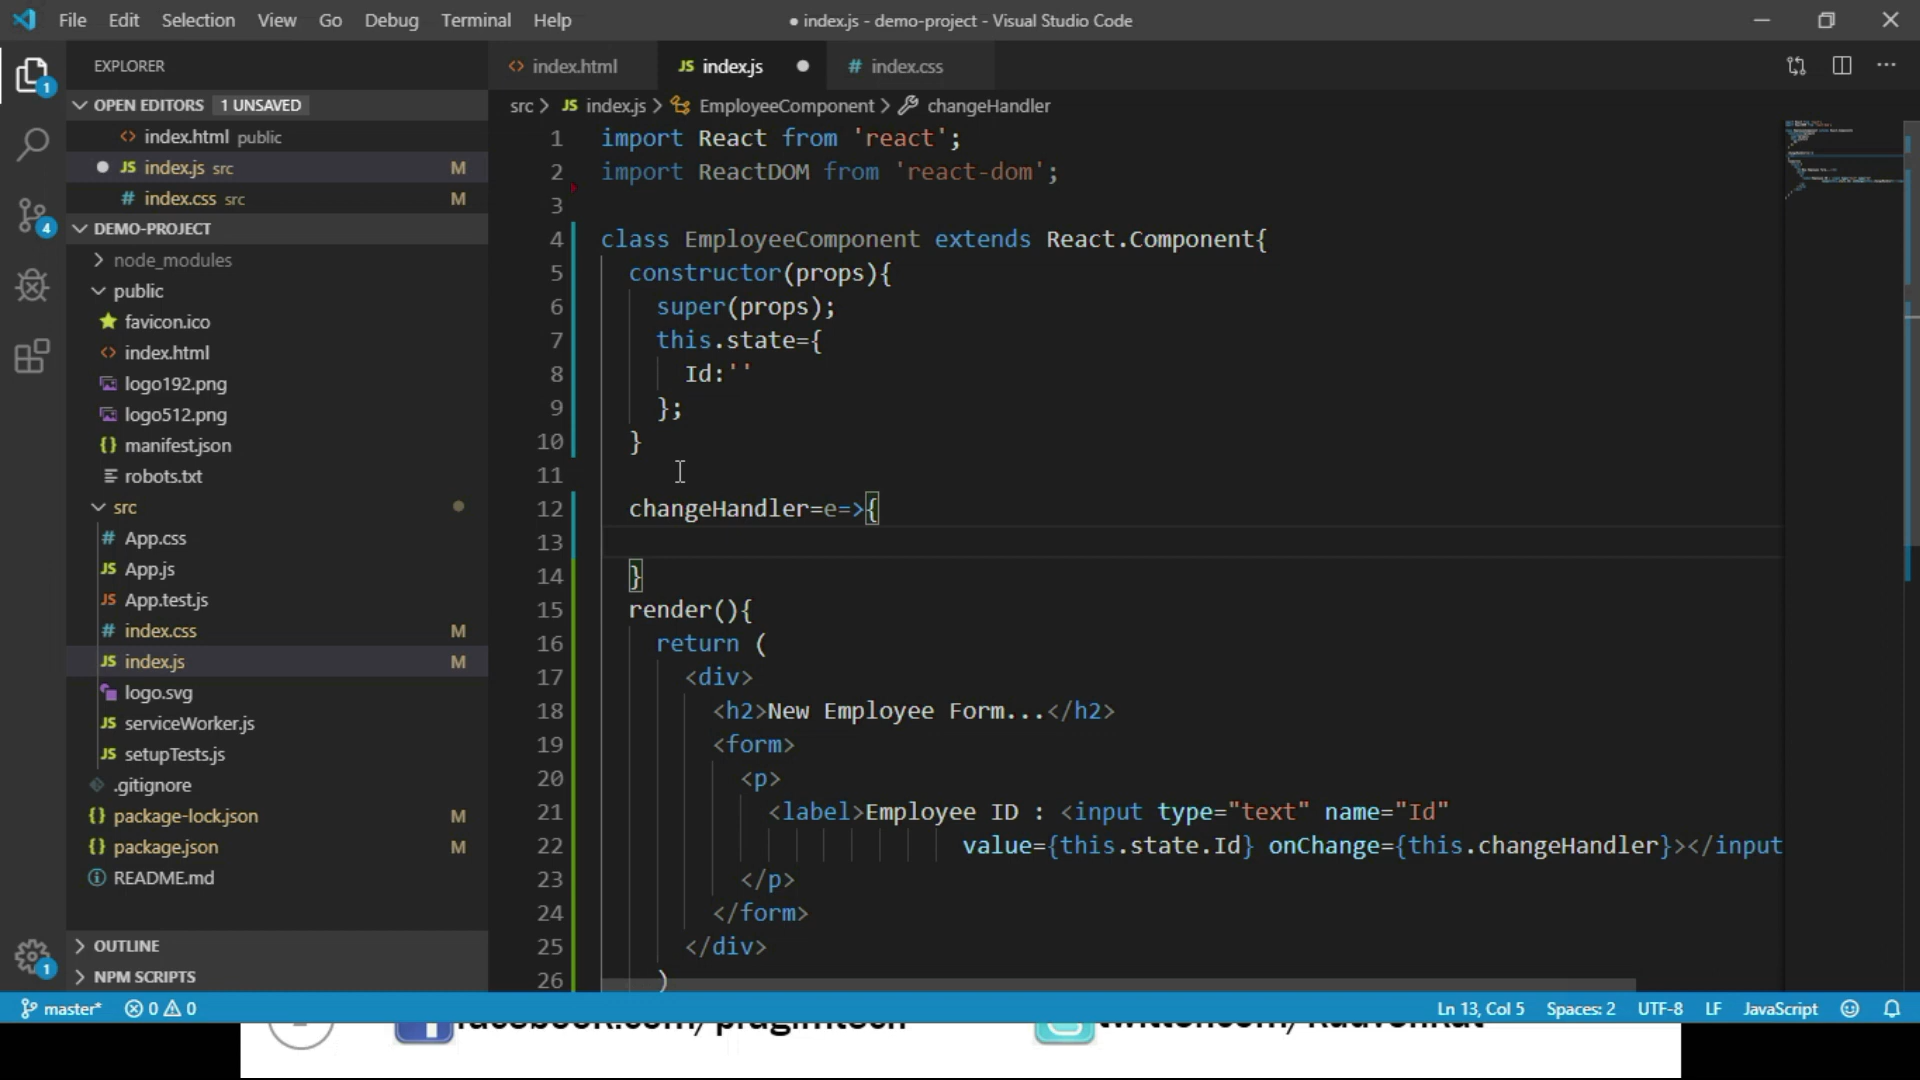 File Edit Selection View Go Debug Terminal Help
● index.js - demo-project - Visual Studio Code
EXPLORER
OPEN EDITORS 1 UNSAVED
index.html public
index.js src M
index.css src M
DEMO-PROJECT
node_modules
public
favicon.ico
index.html
logo192.png
logo512.png
manifest.json
robots.txt
src
App.css
App.js
App.test.js
index.css M
index.js M
logo.svg
serviceWorker.js
setupTests.js
.gitignore
package-lock.json M
package.json M
README.md
OUTLINE
NPM SCRIPTS
index.html JS index.js # index.css
src > JS index.js > EmployeeComponent > changeHandler
1 import React from 'react';
2 import ReactDOM from 'react-dom';
3
4 class EmployeeComponent extends React.Component{
5 constructor(props){
6 super(props);
7 this.state={
8 Id:''
9 };
10 }
11
12 changeHandler=e=>{
13
14 }
15 render(){
16 return (
17 <div>
18 <h2>New Employee Form...</h2>
19 <form>
20 <p>
21 <label>Employee ID : <input type="text" name="Id"
22 value={this.state.Id} onChange={this.changeHandler}></input
23 </p>
24 </form>
25 </div>
26 )
master* 0 0
Ln 13, Col 5 Spaces: 2 UTF-8 LF JavaScript
facebook.com/pragimtech